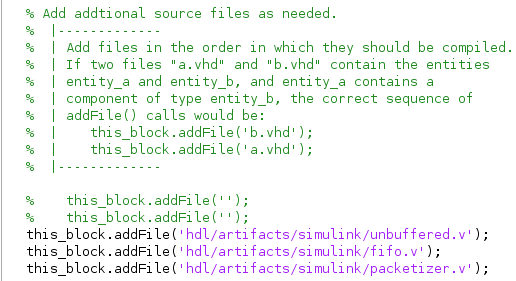 % Add addtional source files as needed.
% |-------------
% | Add files in the order in which they should be compiled.
% | If two files "a.vhd" and "b.vhd" contain the entities
% | entity_a and entity_b, and entity_a contains a
% | component of type entity_b, the correct sequence of
% | addFile() calls would be:
% |    this_block.addFile('b.vhd');
% |    this_block.addFile('a.vhd');
% |-------------
%    this_block.addFile('');
%    this_block.addFile('');
this_block.addFile('hdl/artifacts/simulink/unbuffered.v');
this_block.addFile('hdl/artifacts/simulink/fifo.v');
this_block.addFile('hdl/artifacts/simulink/packetizer.v');